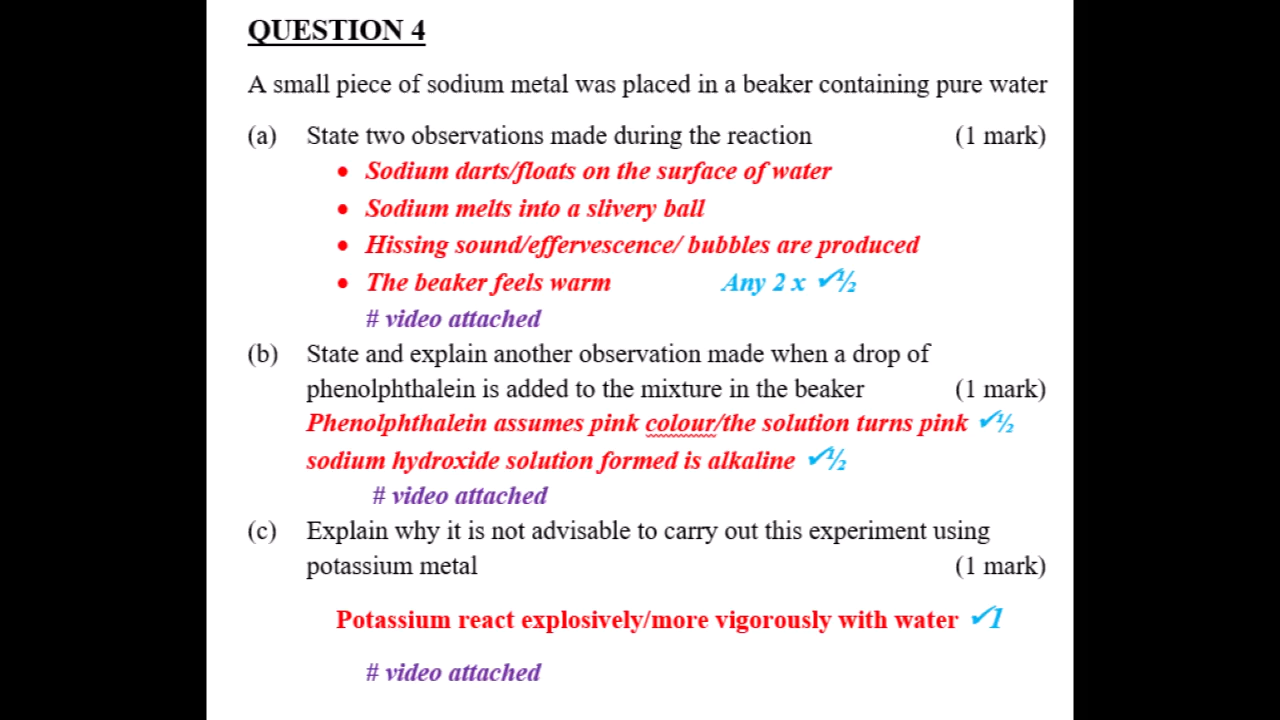 QUESTION 4
A small piece of sodium metal was placed in a beaker containing pure water
(a) State two observations made during the reaction (1 mark)
• Sodium darts/floats on the surface of water
• Sodium melts into a slivery ball
• Hissing sound/effervescence/ bubbles are produced
• The beaker feels warm Any 2 x ✓½
# video attached
(b) State and explain another observation made when a drop of
phenolphthalein is added to the mixture in the beaker (1 mark)
Phenolphthalein assumes pink colour/the solution turns pink ✓½
sodium hydroxide solution formed is alkaline ✓½
# video attached
(c) Explain why it is not advisable to carry out this experiment using
potassium metal (1 mark)
Potassium react explosively/more vigorously with water ✓1
# video attached